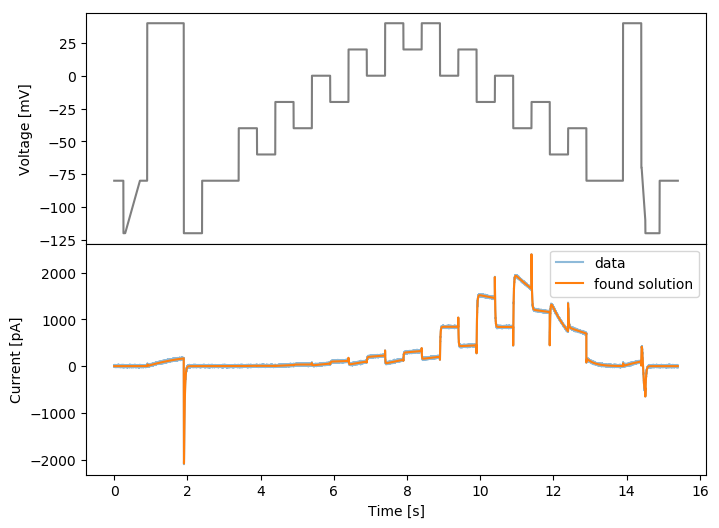 25
0
−25
−50
−75
−100
−125
Voltage [mV]
data
found solution
2000
1000
0
−1000
−2000
Current [pA]
0 2 4 6 8 10 12 14 16
Time [s]